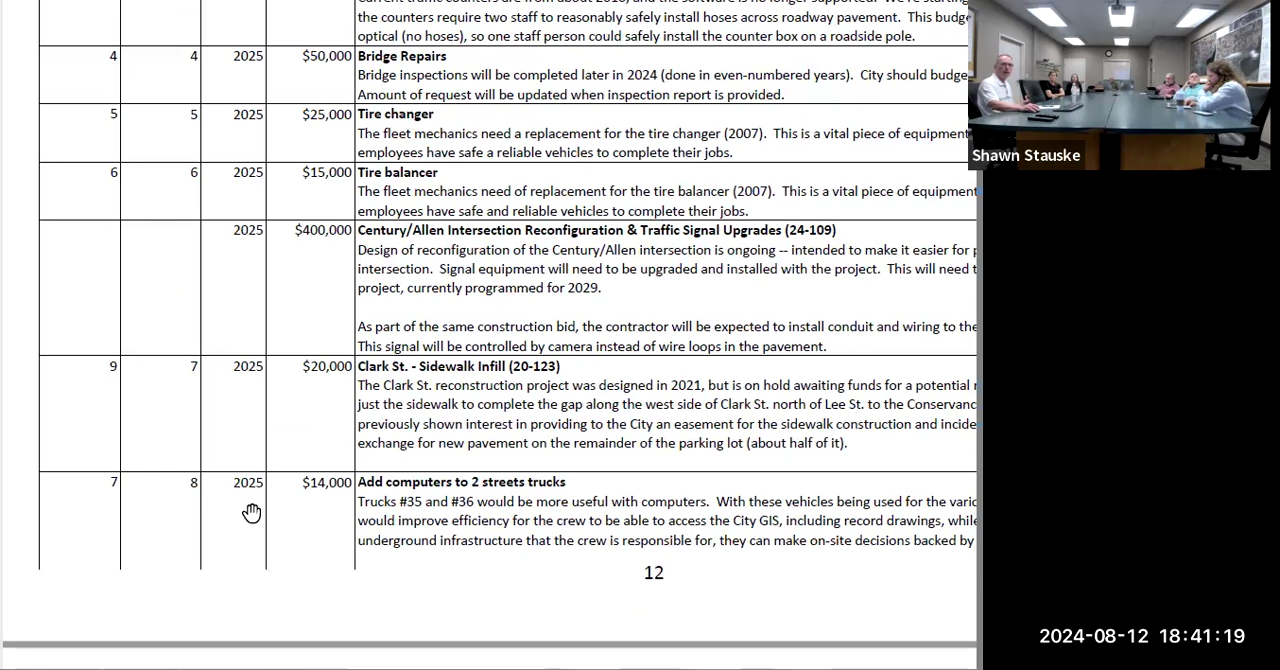 the counters require two staff to reasonably safely install hoses across roadway pavement. This budge
optical (no hoses), so one staff person could safely install the counter box on a roadside pole.
4 4 2025 $50,000 Bridge Repairs
Bridge inspections will be completed later in 2024 (done in even-numbered years). City should budge
Amount of request will be updated when inspection report is provided.
5 5 2025 $25,000 Tire changer
The fleet mechanics need a replacement for the tire changer (2007). This is a vital piece of equipment
employees have safe a reliable vehicles to complete their jobs.
6 6 2025 $15,000 Tire balancer
The fleet mechanics need of replacement for the tire balancer (2007). This is a vital piece of equipment
employees have safe and reliable vehicles to complete their jobs.
2025 $400,000 Century/Allen Intersection Reconfiguration & Traffic Signal Upgrades (24-109)
Design of reconfiguration of the Century/Allen intersection is ongoing -- intended to make it easier for p
intersection. Signal equipment will need to be upgraded and installed with the project. This will need t
project, currently programmed for 2029.
As part of the same construction bid, the contractor will be expected to install conduit and wiring to the
This signal will be controlled by camera instead of wire loops in the pavement.
9 7 2025 $20,000 Clark St. - Sidewalk Infill (20-123)
The Clark St. reconstruction project was designed in 2021, but is on hold awaiting funds for a potential
just the sidewalk to complete the gap along the west side of Clark St. north of Lee St. to the Conservanc
previously shown interest in providing to the City an easement for the sidewalk construction and incide
exchange for new pavement on the remainder of the parking lot (about half of it).
7 8 2025 $14,000 Add computers to 2 streets trucks
Trucks #35 and #36 would be more useful with computers. With these vehicles being used for the vario
would improve efficiency for the crew to be able to access the City GIS, including record drawings, while
underground infrastructure that the crew is responsible for, they can make on-site decisions backed by
12
Shawn Stauske
2024-08-12 18:41:19